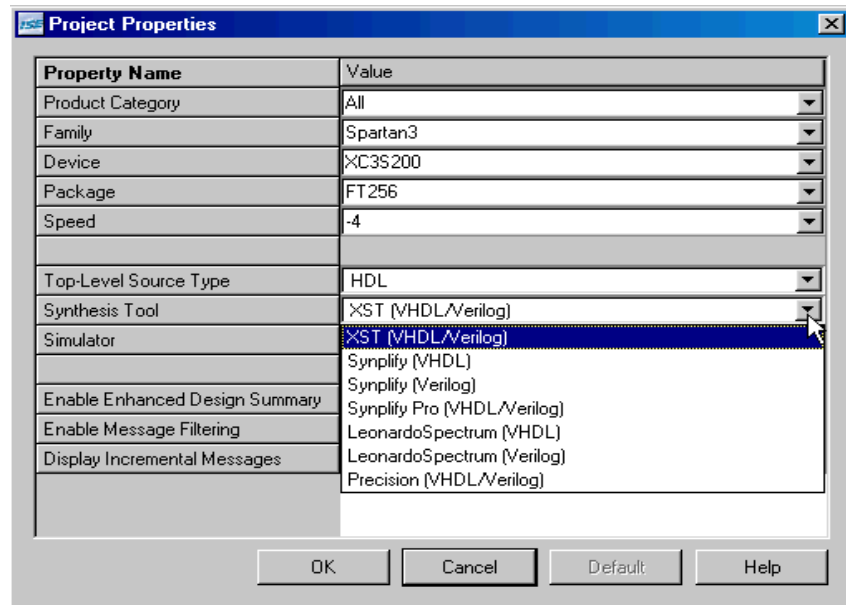 ISE Project Properties
Property Name Value
Product Category All
Family Spartan3
Device XC3S200
Package FT256
Speed -4
Top-Level Source Type HDL
Synthesis Tool XST (VHDL/Verilog)
Simulator XST (VHDL/Verilog)
Synplify (VHDL)
Synplify (Verilog)
Enable Enhanced Design Summary Synplify Pro (VHDL/Verilog)
Enable Message Filtering LeonardoSpectrum (VHDL)
Display Incremental Messages LeonardoSpectrum (Verilog)
Precision (VHDL/Verilog)
OK Cancel Default Help